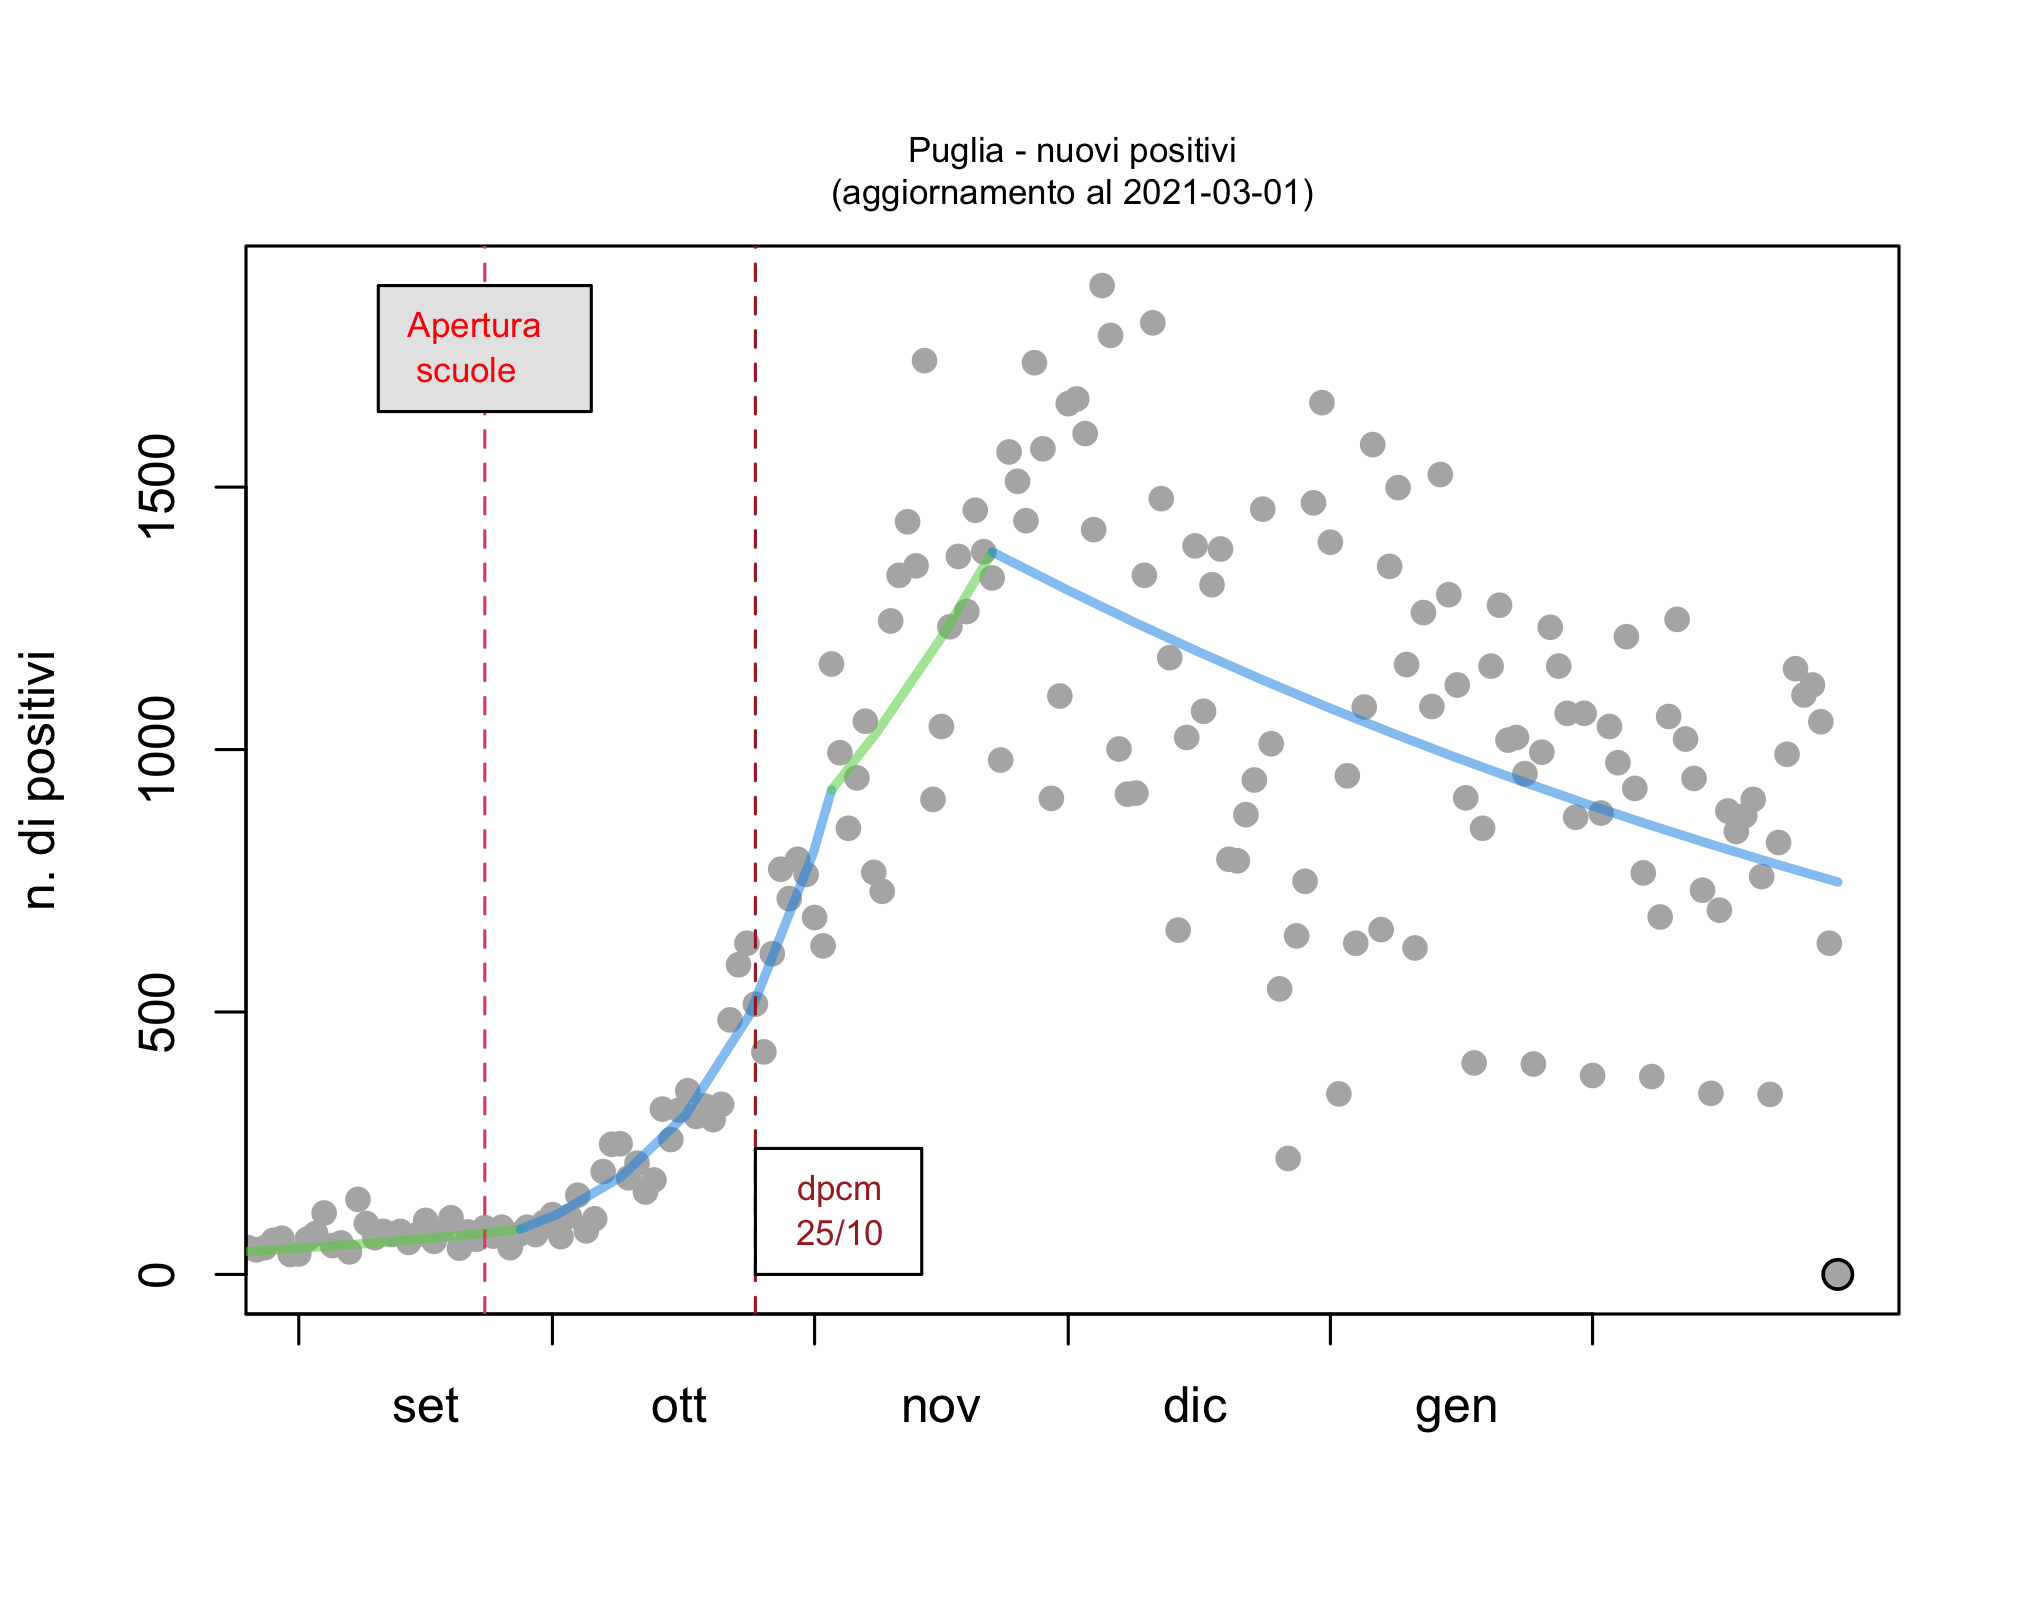 Puglia - nuovi positivi
(aggiornamento al 2021-03-01)
Apertura
scuole
n. di positivi
1500
1000
500
0
dpcm
25/10
set ott nov dic gen